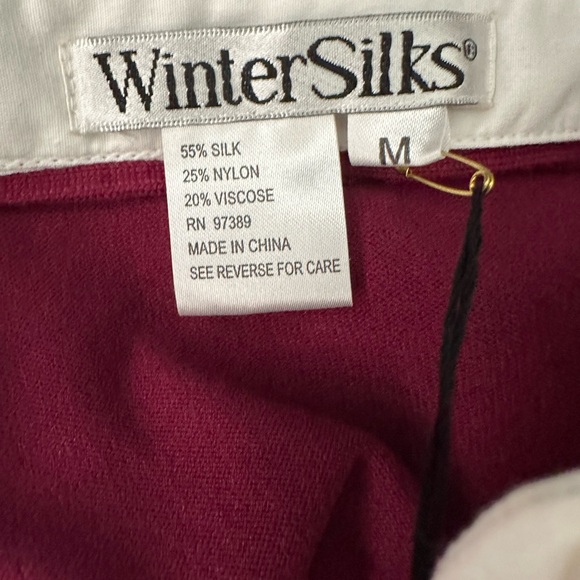 WinterSilks®
M
55% SILK
25% NYLON
20% VISCOSE
RN 97389
MADE IN CHINA
SEE REVERSE FOR CARE